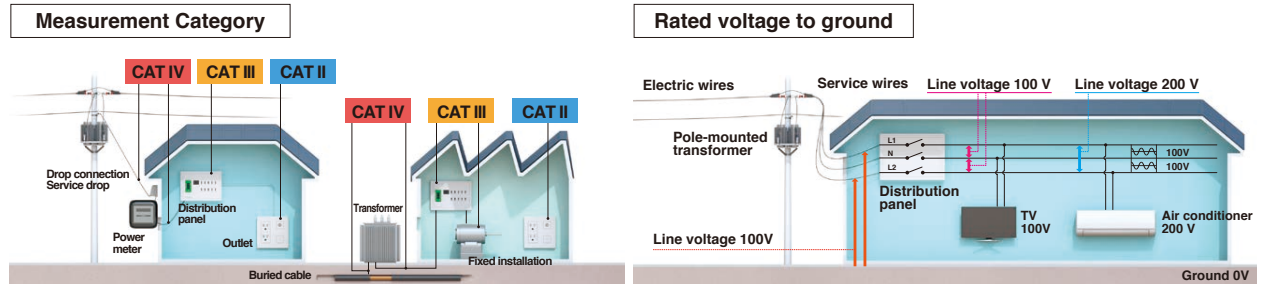 Measurement Category
CAT IV
CAT III
CAT II
Drop connection
Service drop
Distribution
panel
Power
meter
Outlet
CAT IV
CAT III
CAT II
Transformer
Fixed installation
Buried cable
Rated voltage to ground
Electric wires
Service wires
Line voltage 100 V
Line voltage 200 V
Pole-mounted
transformer
L1
N
L2
100V
100V
Distribution
panel
TV
100V
Air conditioner
200 V
Line voltage 100V
Ground 0V